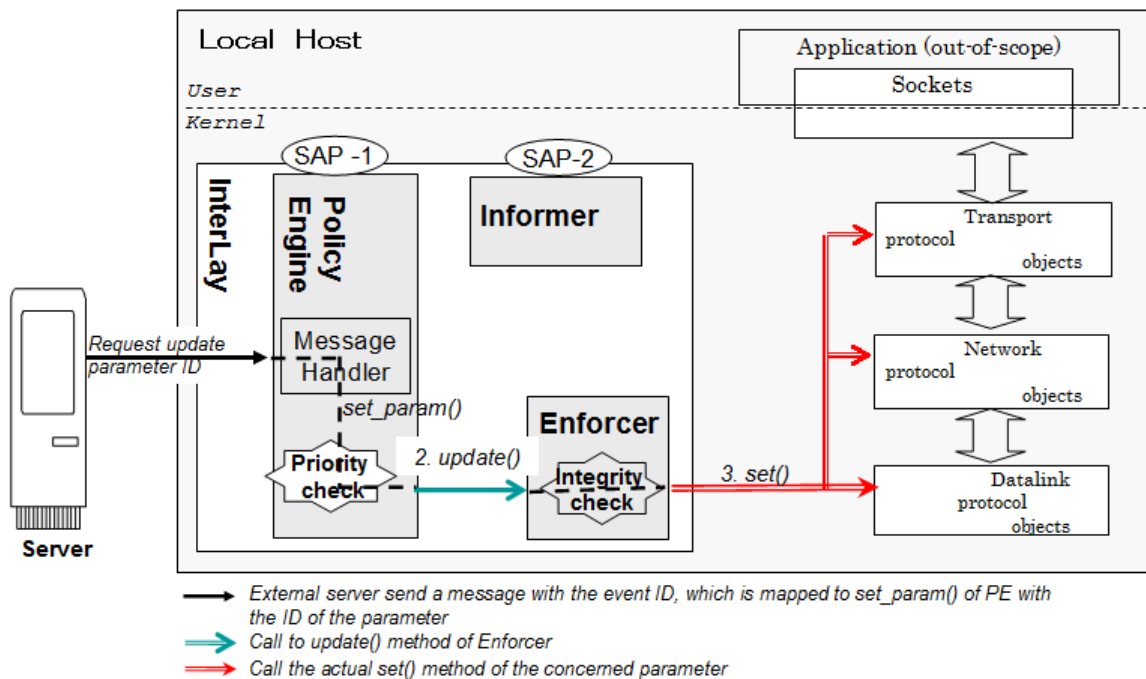 Local Host
User
Kernel
Application (out-of-scope)
Sockets
SAP -1
SAP-2
InterLay
Policy
Engine
Informer
Transport
protocol
objects
Request update
parameter ID
Message
Handler
set_param()
Network
protocol
objects
Priority
check
2. update()
Enforcer
Integrity
check
3. set()
Datalink
protocol
objects
Server
External server send a message with the event ID, which is mapped to set_param() of PE with
the ID of the parameter
Call to update() method of Enforcer
Call the actual set() method of the concerned parameter